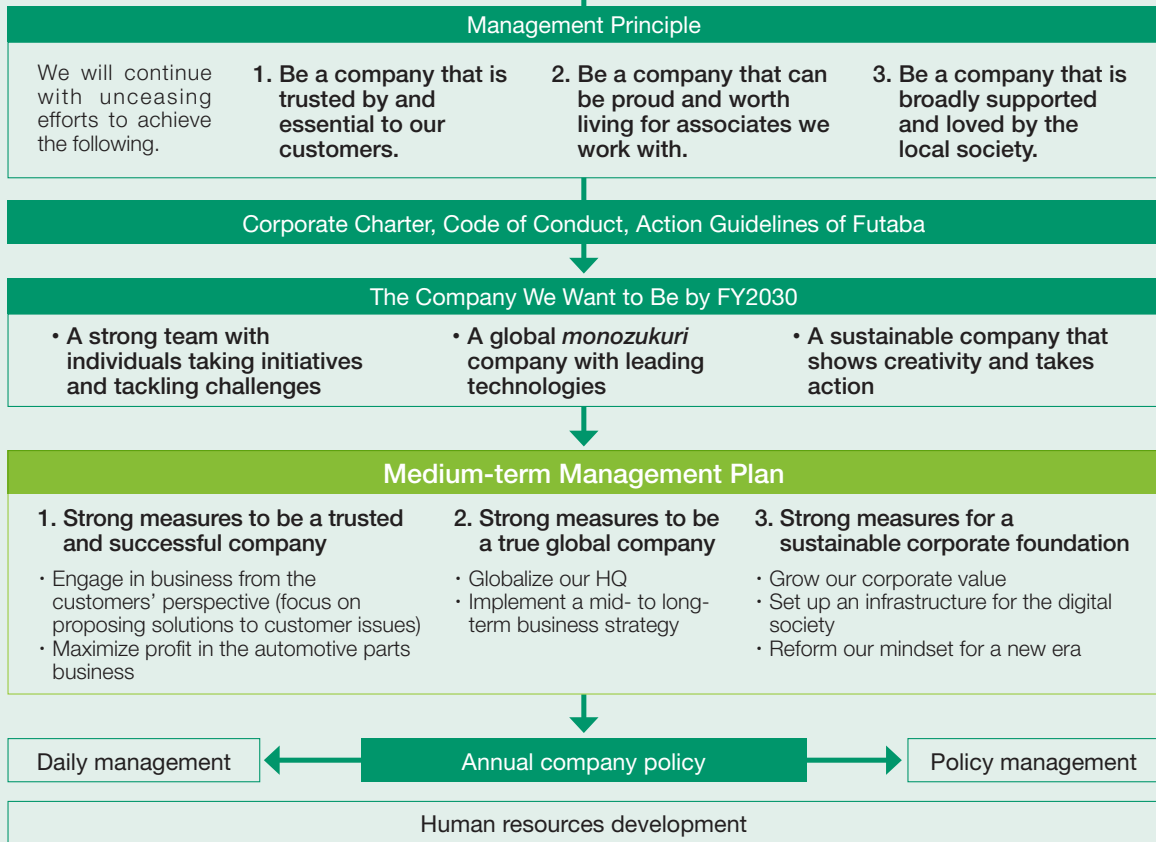 Management Principle
We will continue
with unceasing
efforts to achieve
the following.
1. Be a company that is
trusted by and
essential to our
customers.
2. Be a company that can
be proud and worth
living for associates we
work with.
3. Be a company that is
broadly supported
and loved by the
local society.
Corporate Charter, Code of Conduct, Action Guidelines of Futaba
The Company We Want to Be by FY2030
• A strong team with
individuals taking initiatives
and tackling challenges
• A global monozukuri
company with leading
technologies
• A sustainable company that
shows creativity and takes
action
Medium-term Management Plan
1. Strong measures to be a trusted
and successful company
・Engage in business from the
customers’ perspective (focus on
proposing solutions to customer issues)
・Maximize profit in the automotive parts
business
2. Strong measures to be
a true global company
・Globalize our HQ
・Implement a mid- to long-
term business strategy
3. Strong measures for a
sustainable corporate foundation
・Grow our corporate value
・Set up an infrastructure for the digital
society
・Reform our mindset for a new era
Daily management
Annual company policy
Policy management
Human resources development